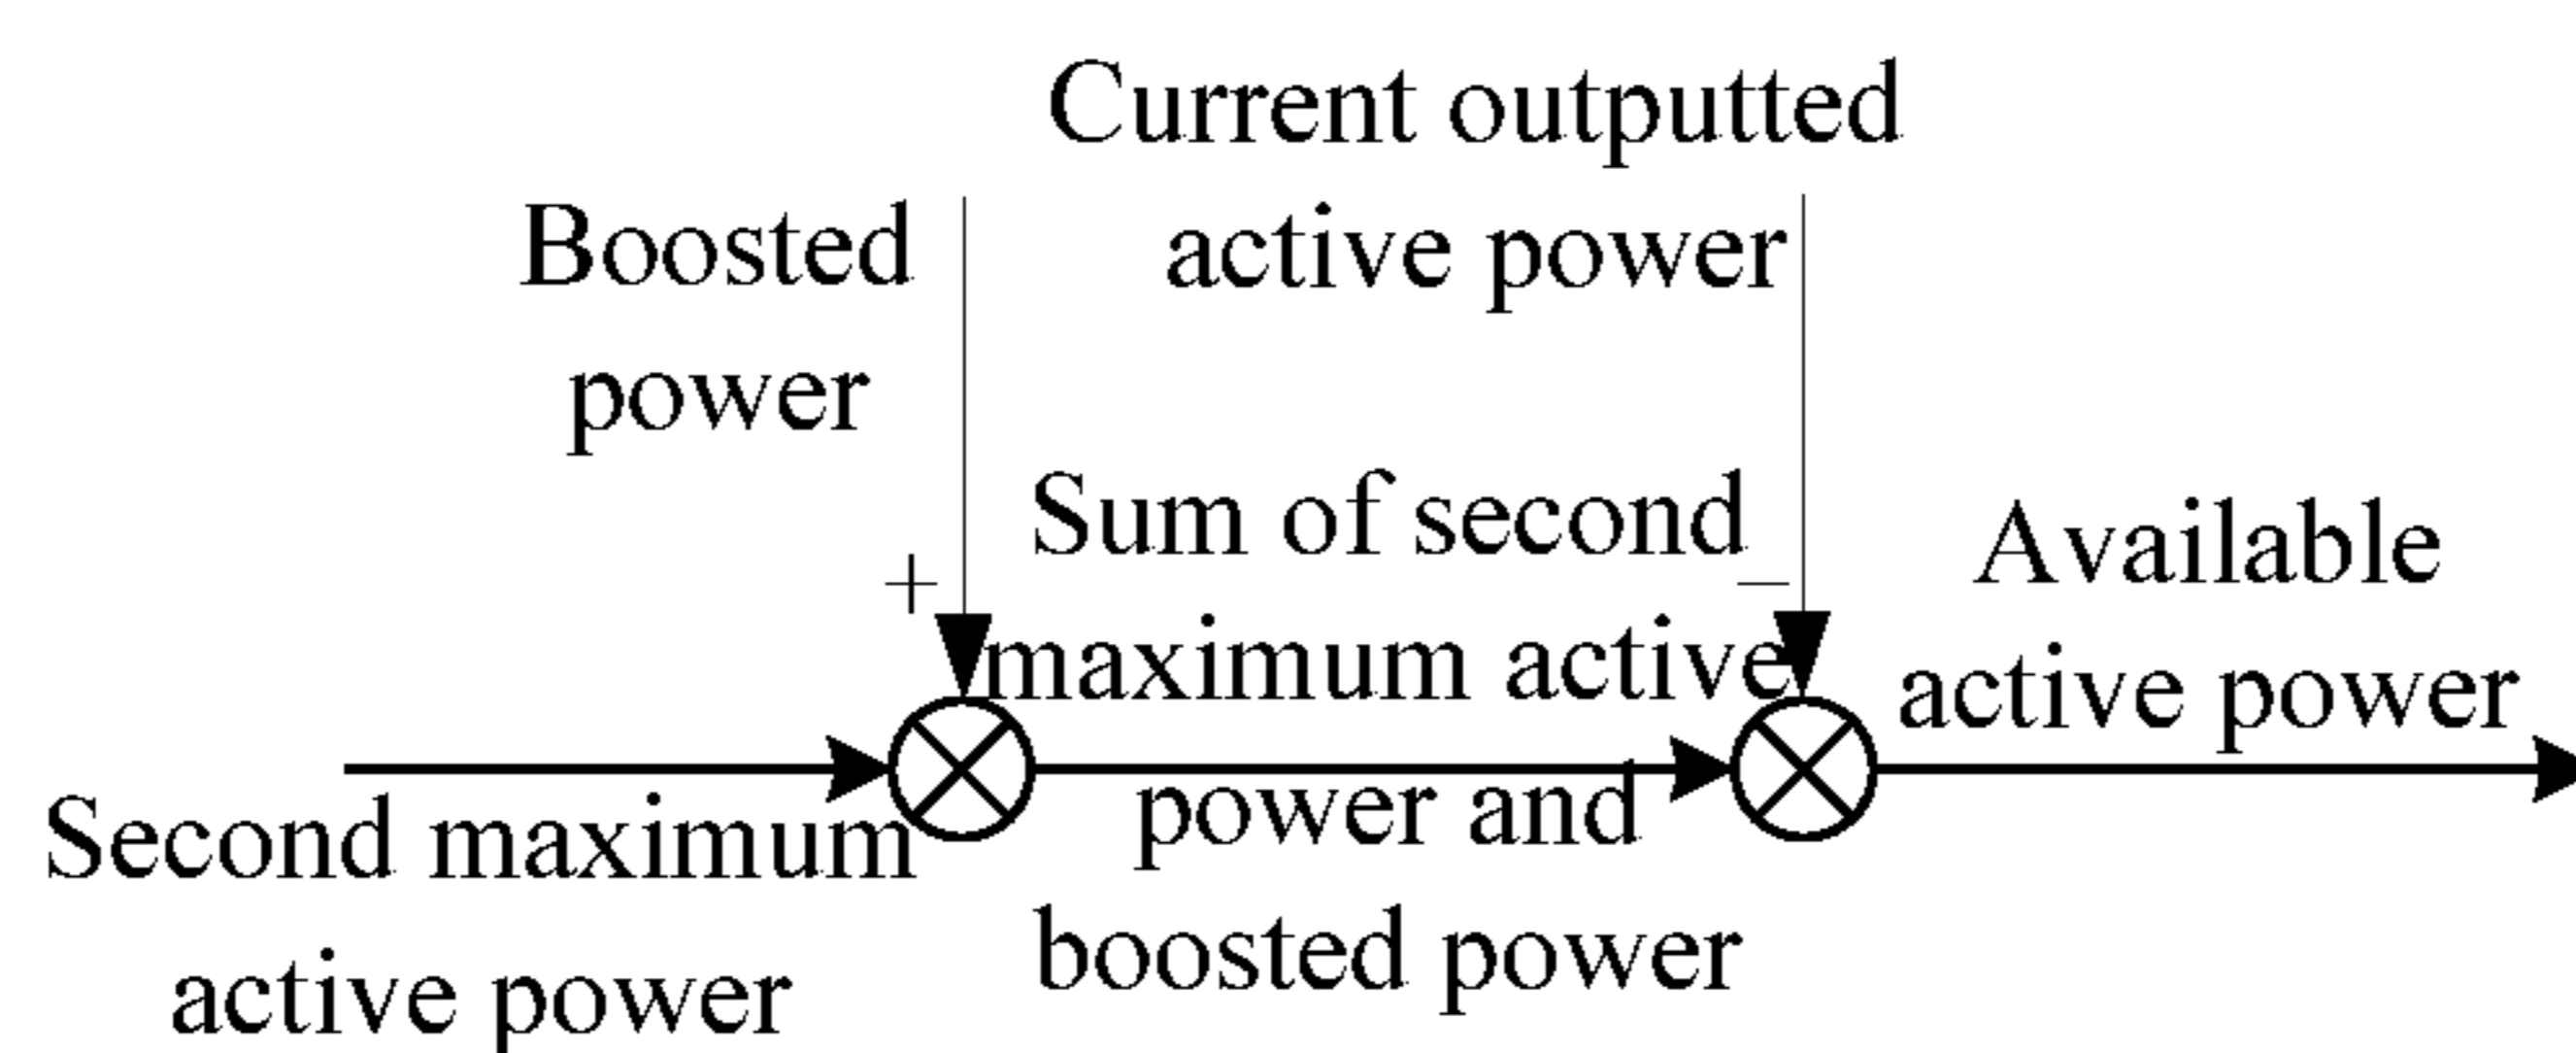 Current outputted
active power
Boosted
power
+
Sum of second
maximum active
power and
boosted power
−
Available
active power
Second maximum
active power